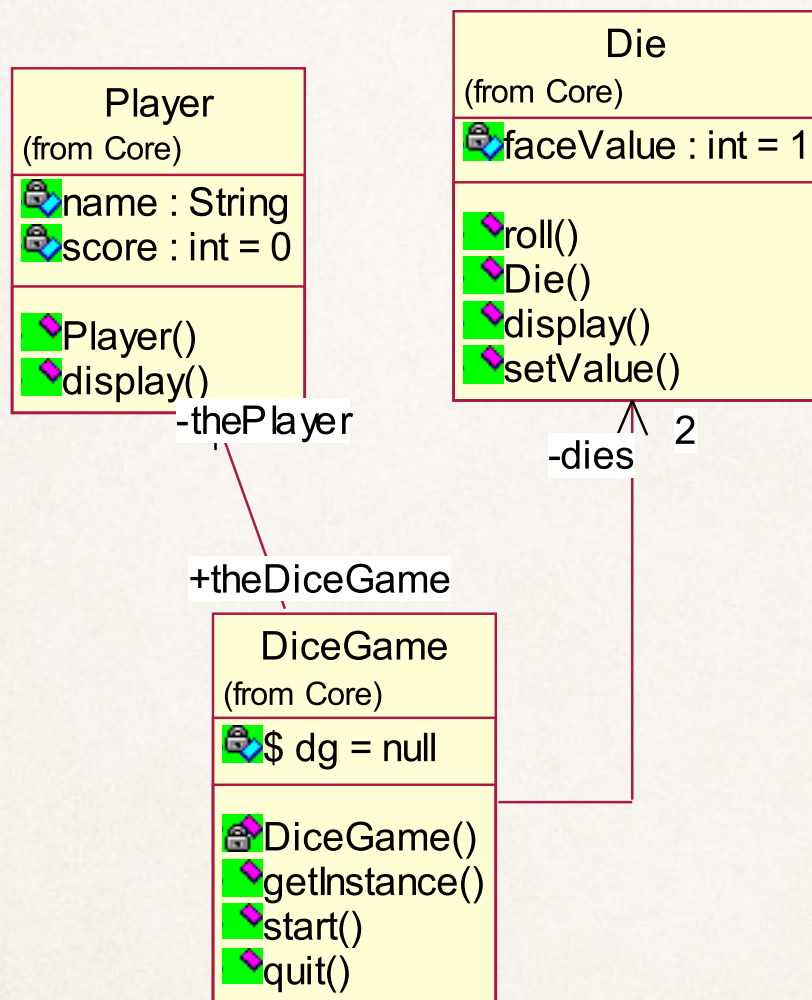 Player
(from Core)
name : String
score : int = 0
Player()
display()
-thePlayer
Die
(from Core)
faceValue : int = 1
roll()
Die()
display()
setValue()
2
-dies
+theDiceGame
DiceGame
(from Core)
$ dg = null
DiceGame()
getInstance()
start()
quit()